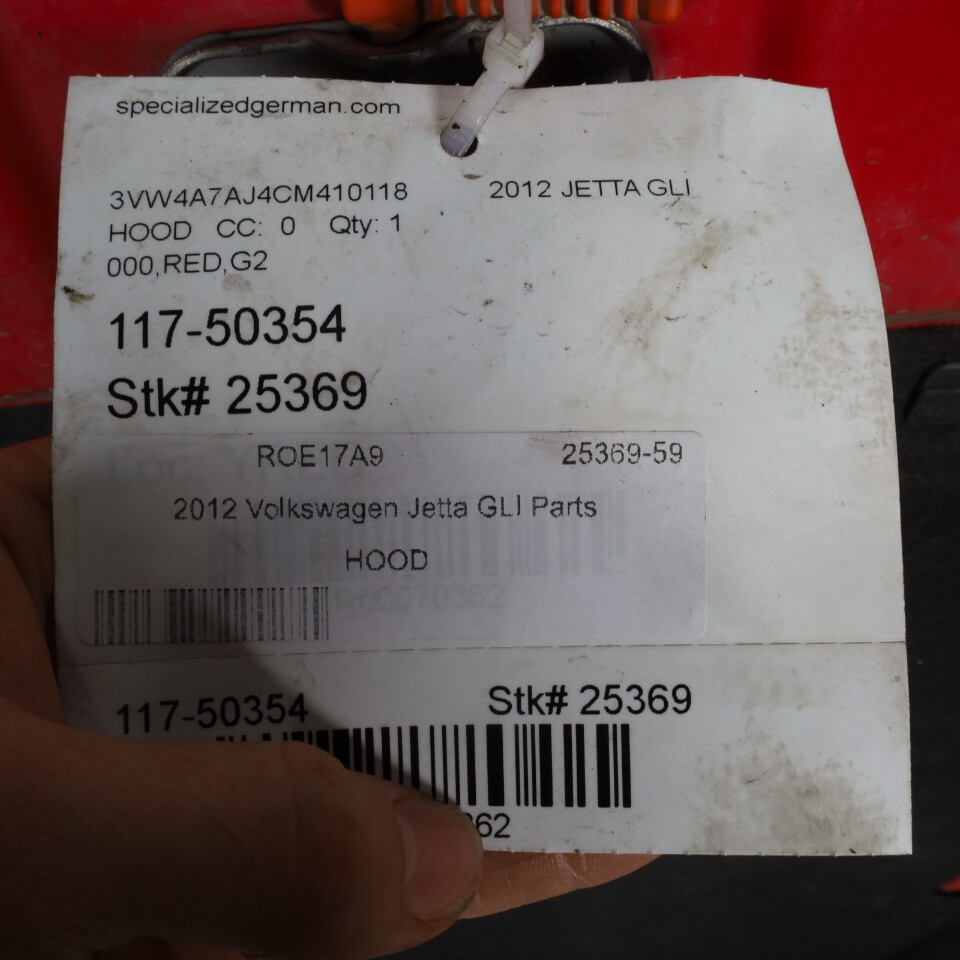 specializedgerman.com
3VW4A7AJ4CM410118 2012 JETTA GLI
HOOD CC: 0 Qty: 1
000,RED,G2
117-50354
Stk# 25369
ROE17A9 25369-59
2012 Volkswagen Jetta GLI Parts
HOOD
117-50354 Stk# 25369